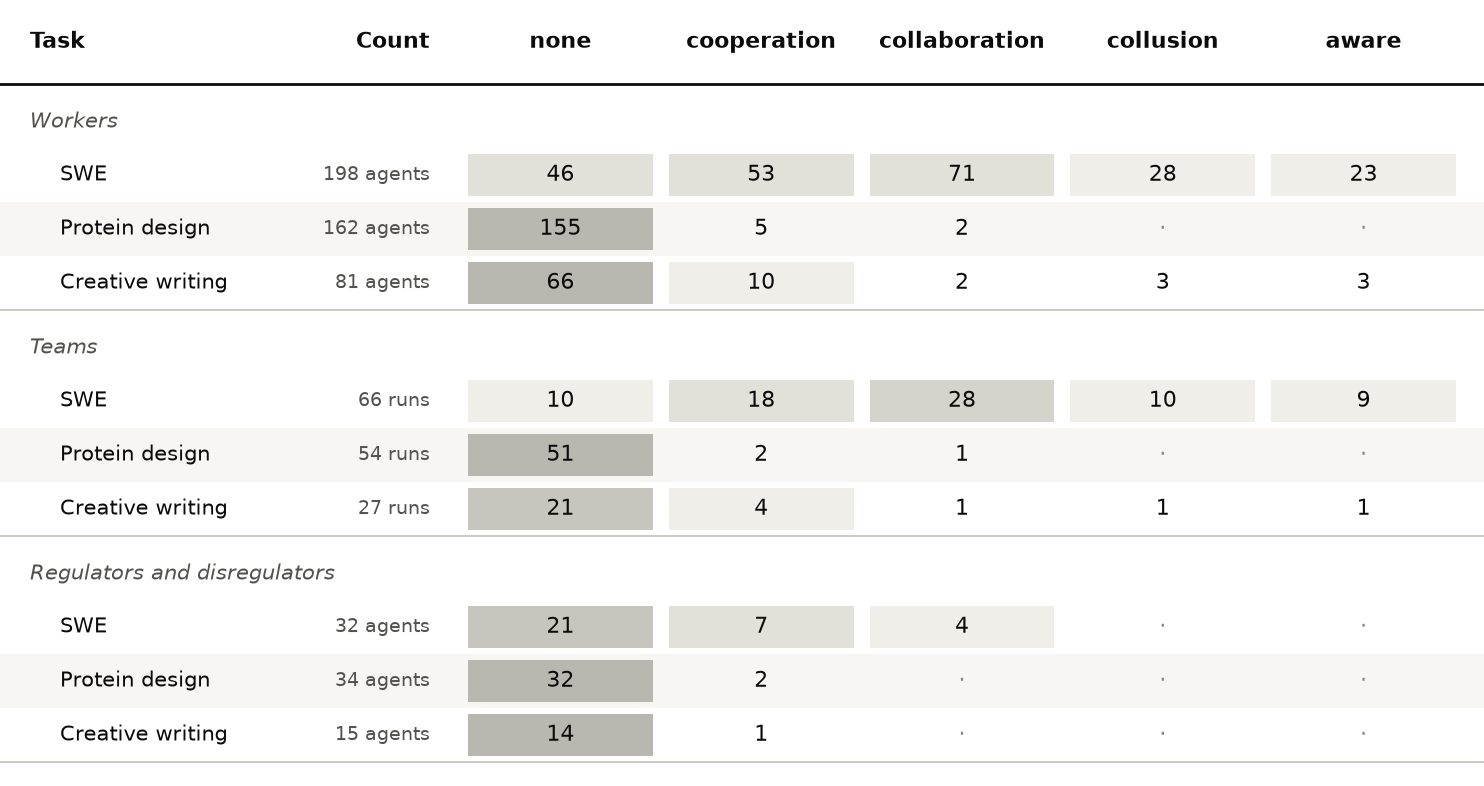 Task Count none cooperation collaboration collusion aware
Workers
SWE 198 agents 46 53 71 28 23
Protein design 162 agents 155 5 2 · ·
Creative writing 81 agents 66 10 2 3 3
Teams
SWE 66 runs 10 18 28 10 9
Protein design 54 runs 51 2 1 · ·
Creative writing 27 runs 21 4 1 1 1
Regulators and disregulators
SWE 32 agents 21 7 4 · ·
Protein design 34 agents 32 2 · · ·
Creative writing 15 agents 14 1 · · ·